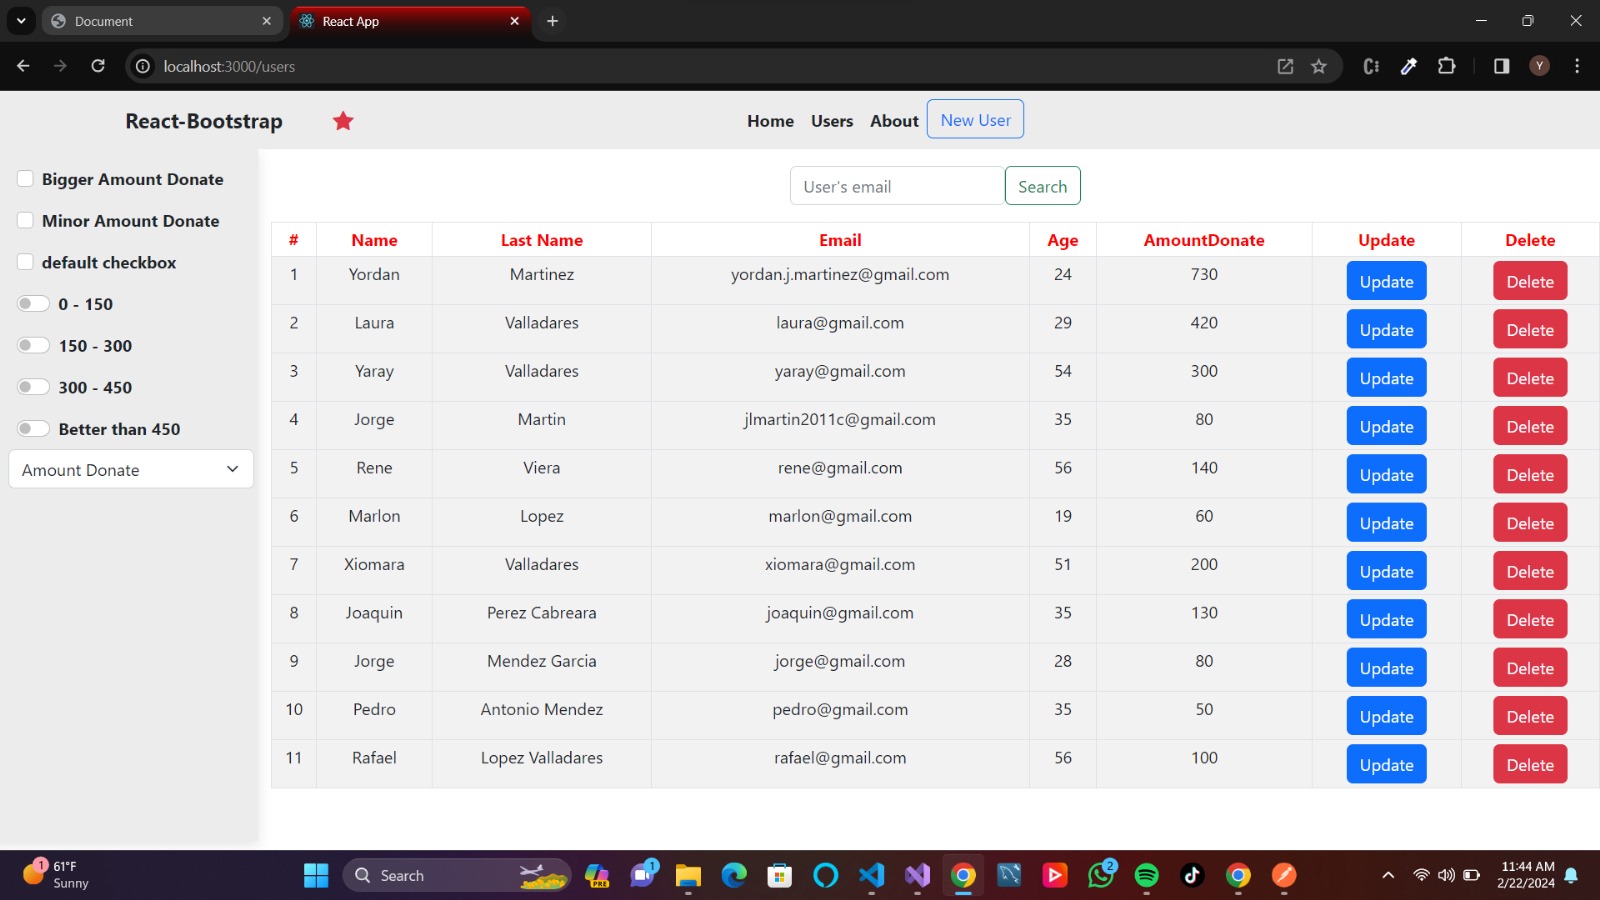 Document
React App
localhost:3000/users
Y
React-Bootstrap
Home Users About New User
Bigger Amount Donate
Minor Amount Donate
default checkbox
0 - 150
150 - 300
300 - 450
Better than 450
Amount Donate
User's email Search
# Name Last Name Email Age AmountDonate Update Delete
1 Yordan Martinez yordan.j.martinez@gmail.com 24 730 Update Delete
2 Laura Valladares laura@gmail.com 29 420 Update Delete
3 Yaray Valladares yaray@gmail.com 54 300 Update Delete
4 Jorge Martin jlmartin2011c@gmail.com 35 80 Update Delete
5 Rene Viera rene@gmail.com 56 140 Update Delete
6 Marlon Lopez marlon@gmail.com 19 60 Update Delete
7 Xiomara Valladares xiomara@gmail.com 51 200 Update Delete
8 Joaquin Perez Cabreara joaquin@gmail.com 35 130 Update Delete
9 Jorge Mendez Garcia jorge@gmail.com 28 80 Update Delete
10 Pedro Antonio Mendez pedro@gmail.com 35 50 Update Delete
11 Rafael Lopez Valladares rafael@gmail.com 56 100 Update Delete
1 61°F
Sunny
Search
PRE
1
2
11:44 AM
2/22/2024